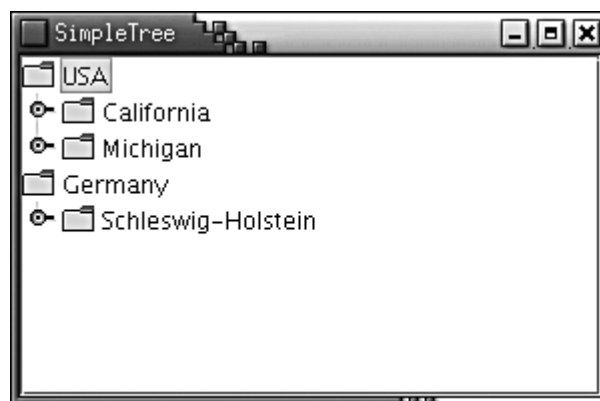 SimpleTree
USA
California
Michigan
Germany
Schleswig-Holstein